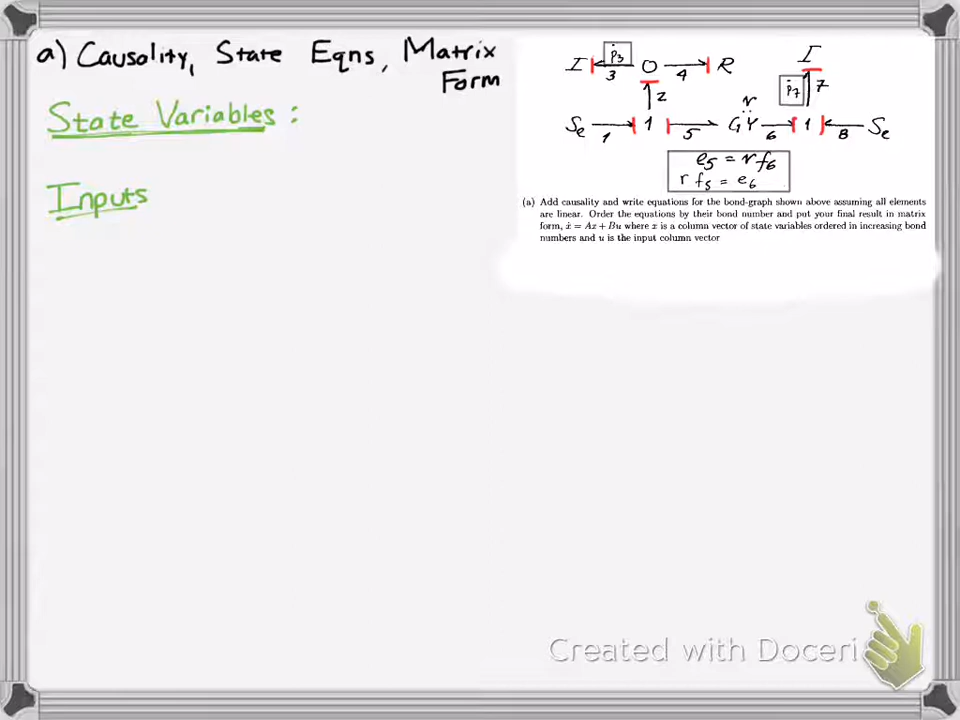 a) Causality, State Eqns, Matrix
Form
State Variables :
Inputs
I ṗ3 3 0 4 R
2
I
ṗ7 7
Se 1 1 5 r GY 6 1 8 Se
e5 = r f6
r f5 = e6
(a) Add causality and write equations for the bond-graph shown above assuming all elements
are linear. Order the equations by their bond number and put your final result in matrix
form, ẋ = Ax + Bu where x is a column vector of state variables ordered in increasing bond
numbers and u is the input column vector
Created with Doceri